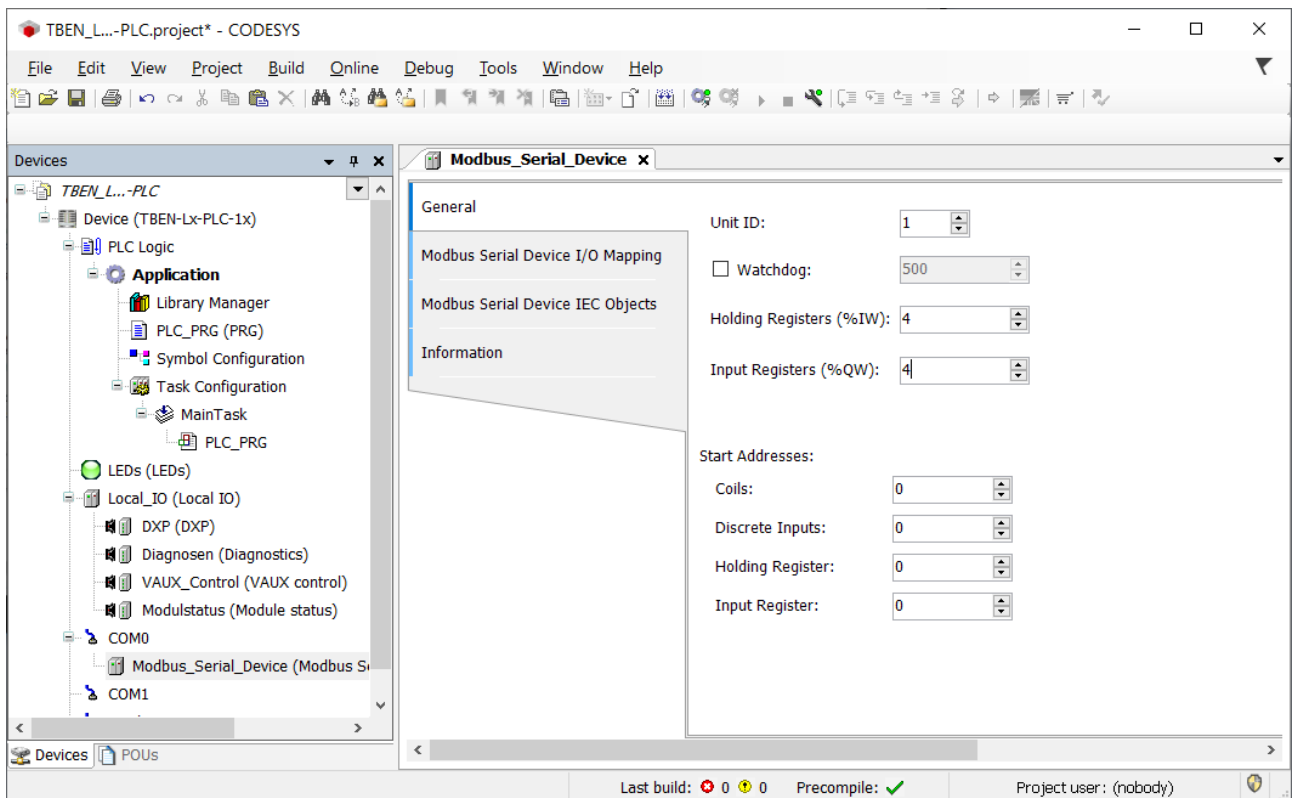 TBEN_L...-PLC.project* - CODESYS
File Edit View Project Build Online Debug Tools Window Help
Devices
TBEN_L...-PLC
Device (TBEN-Lx-PLC-1x)
PLC Logic
Application
Library Manager
PLC_PRG (PRG)
Symbol Configuration
Task Configuration
MainTask
PLC_PRG
LEDs (LEDs)
Local_IO (Local IO)
DXP (DXP)
Diagnosen (Diagnostics)
VAUX_Control (VAUX control)
Modulstatus (Module status)
COM0
Modbus_Serial_Device (Modbus S
COM1
Devices POUs
Modbus_Serial_Device
General
Modbus Serial Device I/O Mapping
Modbus Serial Device IEC Objects
Information
Unit ID: 1
Watchdog: 500
Holding Registers (%IW): 4
Input Registers (%QW): 4
Start Addresses:
Coils: 0
Discrete Inputs: 0
Holding Register: 0
Input Register: 0
Last build: 0 0 Precompile: Project user: (nobody)